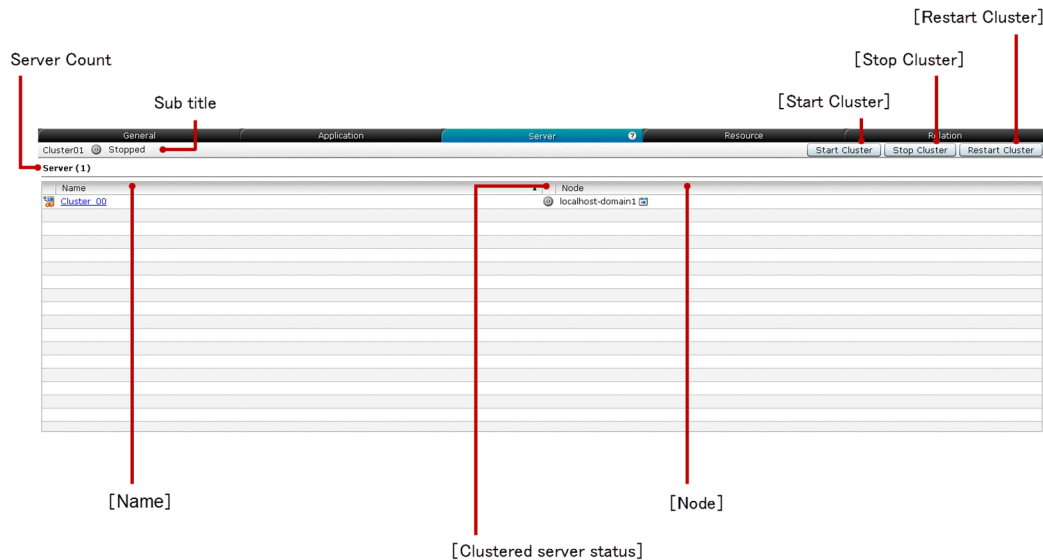 [Restart Cluster]
Server Count
[Stop Cluster]
Sub title
[Start Cluster]
General Application Server ? Resource Relation
Cluster01 Stopped Start Cluster Stop Cluster Restart Cluster
Server (1)
Name Node
Cluster_00 localhost-domain1
[Name]
[Node]
[Clustered server status]